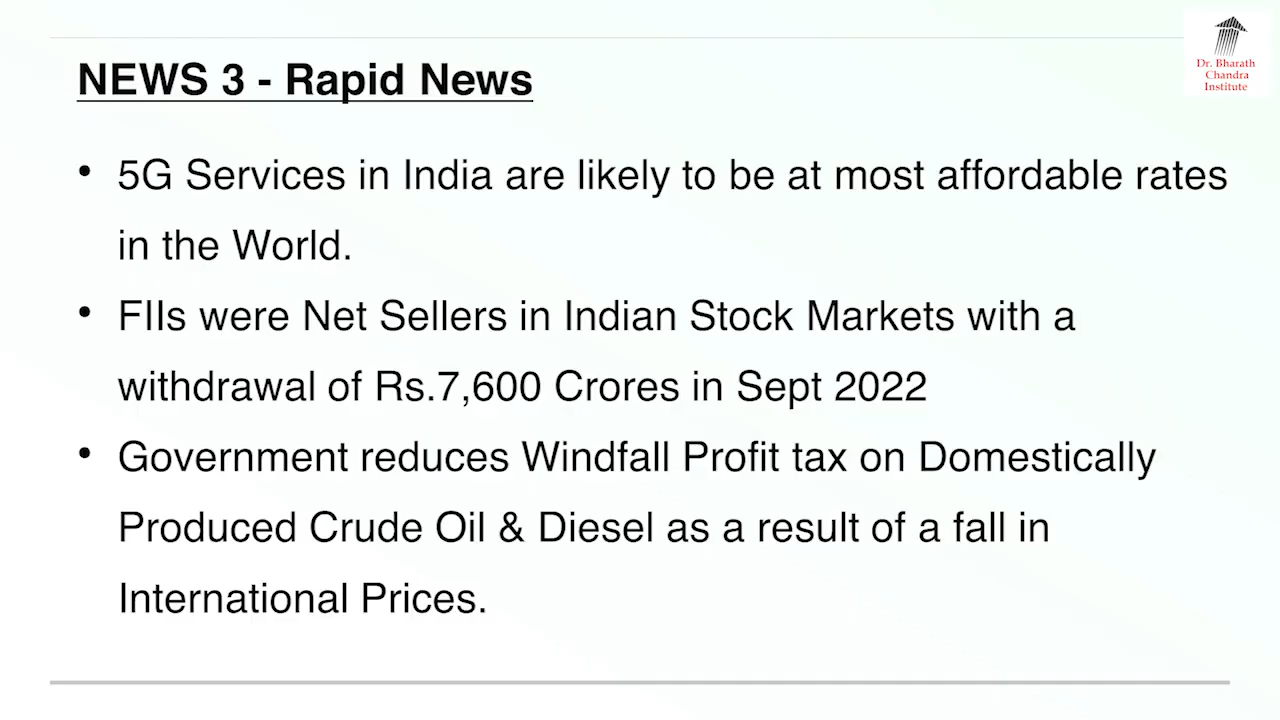 Dr. Bharath
Chandra
Institute
NEWS 3 - Rapid News
• 5G Services in India are likely to be at most affordable rates
in the World.
• FIIs were Net Sellers in Indian Stock Markets with a
withdrawal of Rs.7,600 Crores in Sept 2022
• Government reduces Windfall Profit tax on Domestically
Produced Crude Oil & Diesel as a result of a fall in
International Prices.